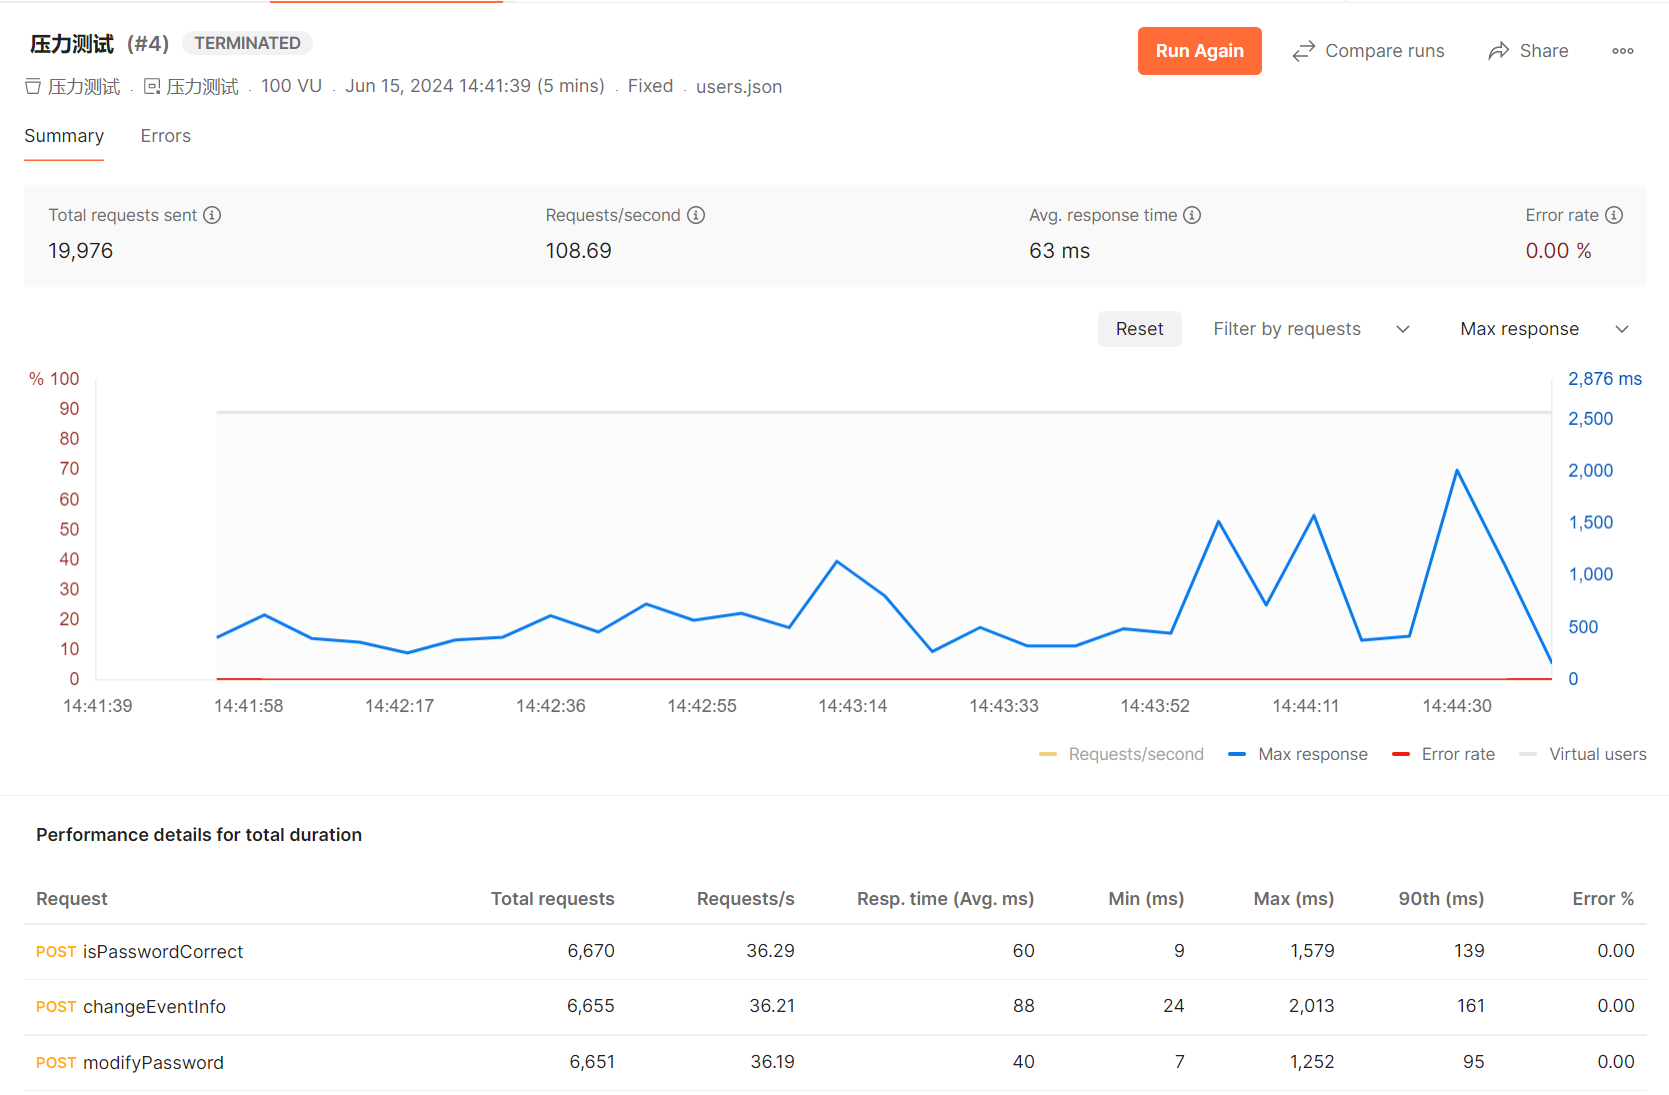 压力测试 (#4) TERMINATED
Run Again Compare runs Share
压力测试 . 压力测试 . 100 VU . Jun 15, 2024 14:41:39 (5 mins) . Fixed . users.json
Summary Errors
Total requests sent Requests/second Avg. response time Error rate
19,976 108.69 63 ms 0.00 %
Reset Filter by requests Max response
% 100
90
80
70
60
50
40
30
20
10
0
2,876 ms
2,500
2,000
1,500
1,000
500
0
14:41:39 14:41:58 14:42:17 14:42:36 14:42:55 14:43:14 14:43:33 14:43:52 14:44:11 14:44:30
Requests/second Max response Error rate Virtual users
Performance details for total duration
Request Total requests Requests/s Resp. time (Avg. ms) Min (ms) Max (ms) 90th (ms) Error %
POST isPasswordCorrect 6,670 36.29 60 9 1,579 139 0.00
POST changeEventInfo 6,655 36.21 88 24 2,013 161 0.00
POST modifyPassword 6,651 36.19 40 7 1,252 95 0.00